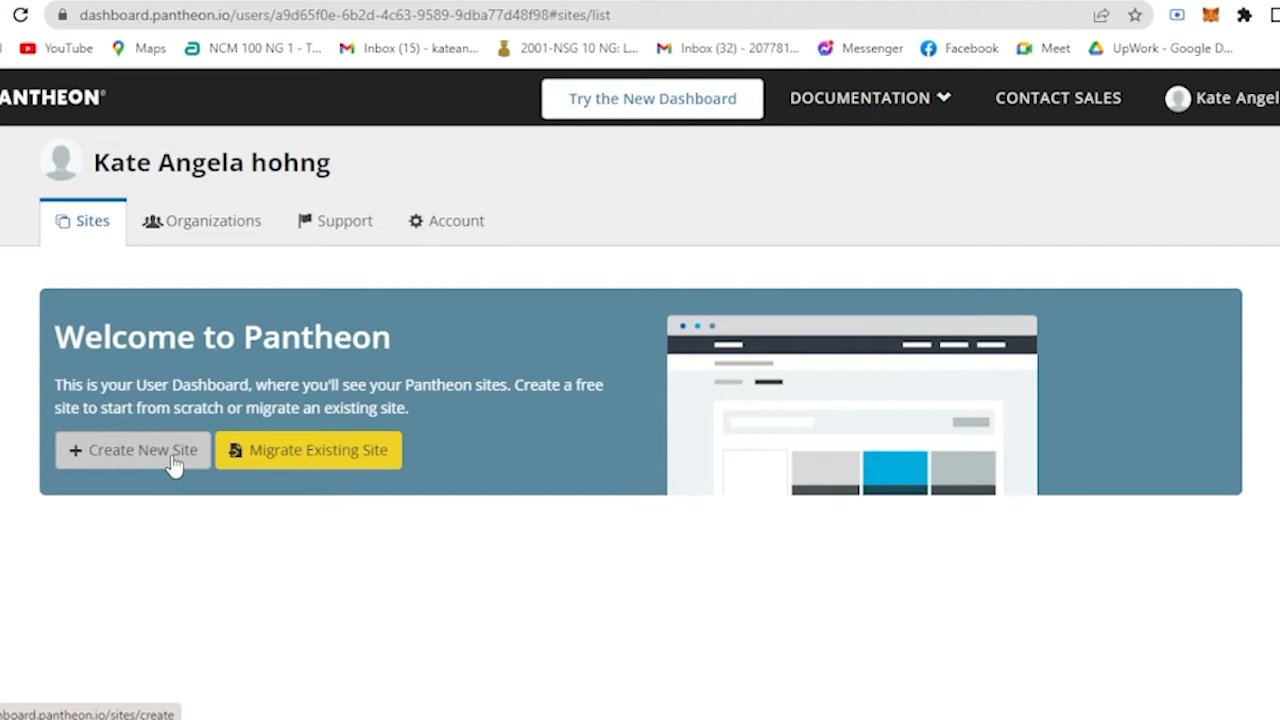 dashboard.pantheon.io/users/a9d65f0e-6b2d-4c63-9589-9dba77d48f98#sites/list
YouTube Maps NCM 100 NG 1 - T... Inbox (15) - katean... 2001-NSG 10 NG: L... Inbox (32) - 207781... Messenger Facebook Meet UpWork - Google D...
ANTHEON® Try the New Dashboard DOCUMENTATION CONTACT SALES Kate Angel
Kate Angela hohng
Sites Organizations Support Account
Welcome to Pantheon
This is your User Dashboard, where you'll see your Pantheon sites. Create a free
site to start from scratch or migrate an existing site.
+ Create New Site Migrate Existing Site
board.pantheon.io/sites/create